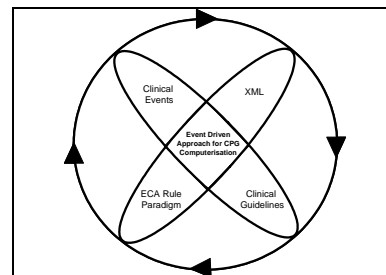 Clinical
Events
XML
Event Driven
Approach for CPG
Computerisation
ECA Rule
Paradigm
Clinical
Guidelines